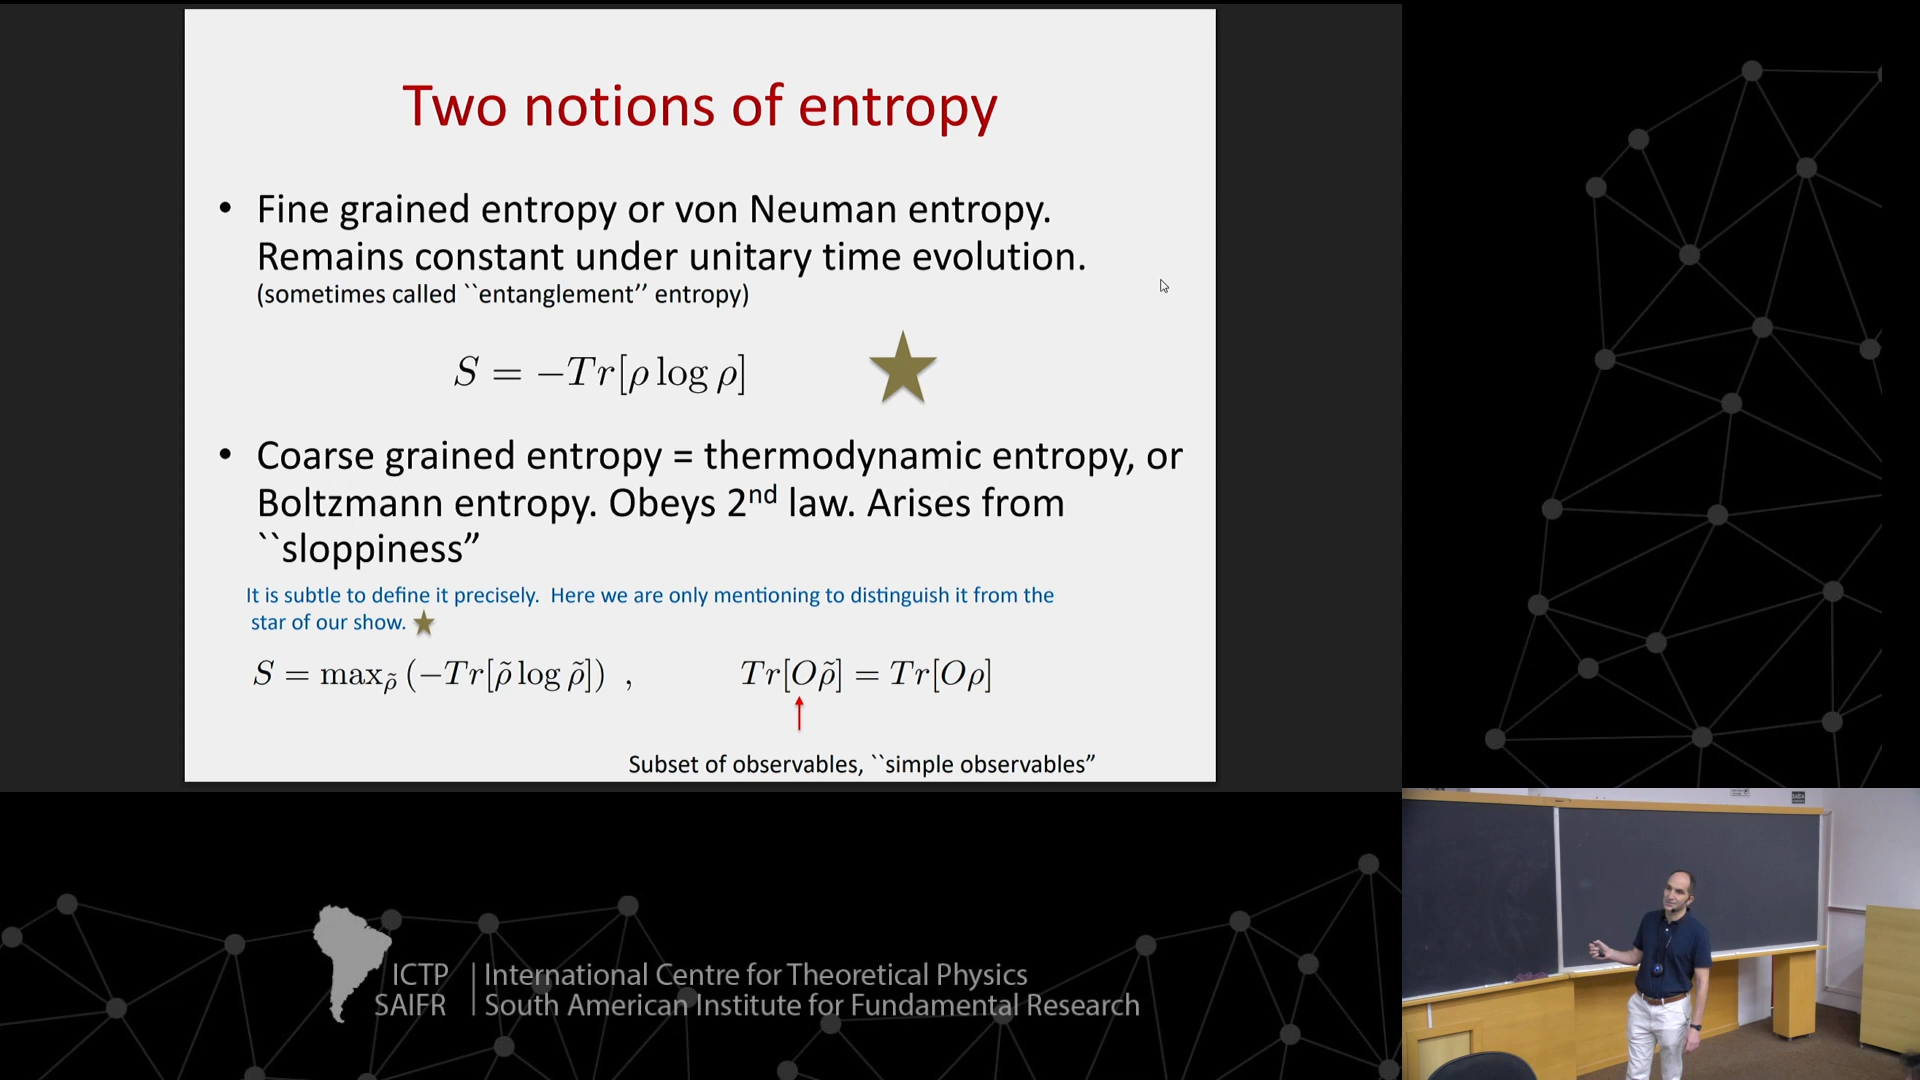 Two notions of entropy
• Fine grained entropy or von Neuman entropy.
Remains constant under unitary time evolution.
(sometimes called ``entanglement’’ entropy)
S = −Tr[ρ log ρ]
• Coarse grained entropy = thermodynamic entropy, or
Boltzmann entropy. Obeys 2nd law. Arises from
``sloppiness”
It is subtle to define it precisely. Here we are only mentioning to distinguish it from the
star of our show.
S = max_ρ̃ (−Tr[ρ̃ log ρ̃]) , Tr[Oρ̃] = Tr[Oρ]
Subset of observables, ``simple observables”
ICTP | International Centre for Theoretical Physics
SAIFR | South American Institute for Fundamental Research